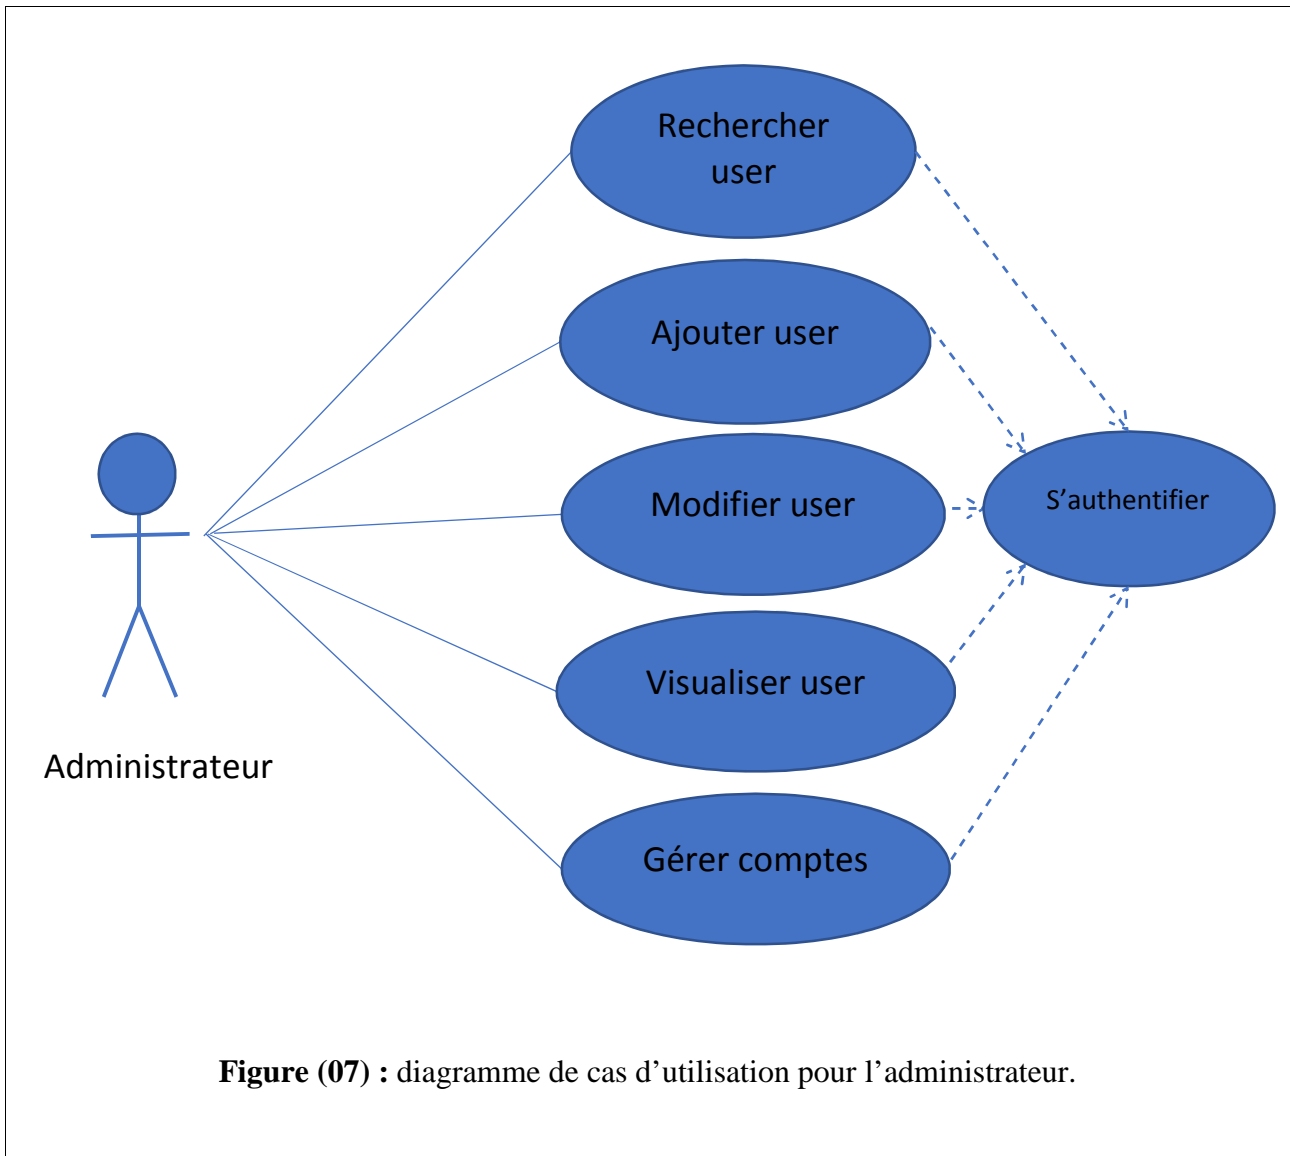 Rechercher
user
Ajouter user
Modifier user
S’authentifier
Visualiser user
Administrateur
Gérer comptes
Figure (07) : diagramme de cas d’utilisation pour l’administrateur.